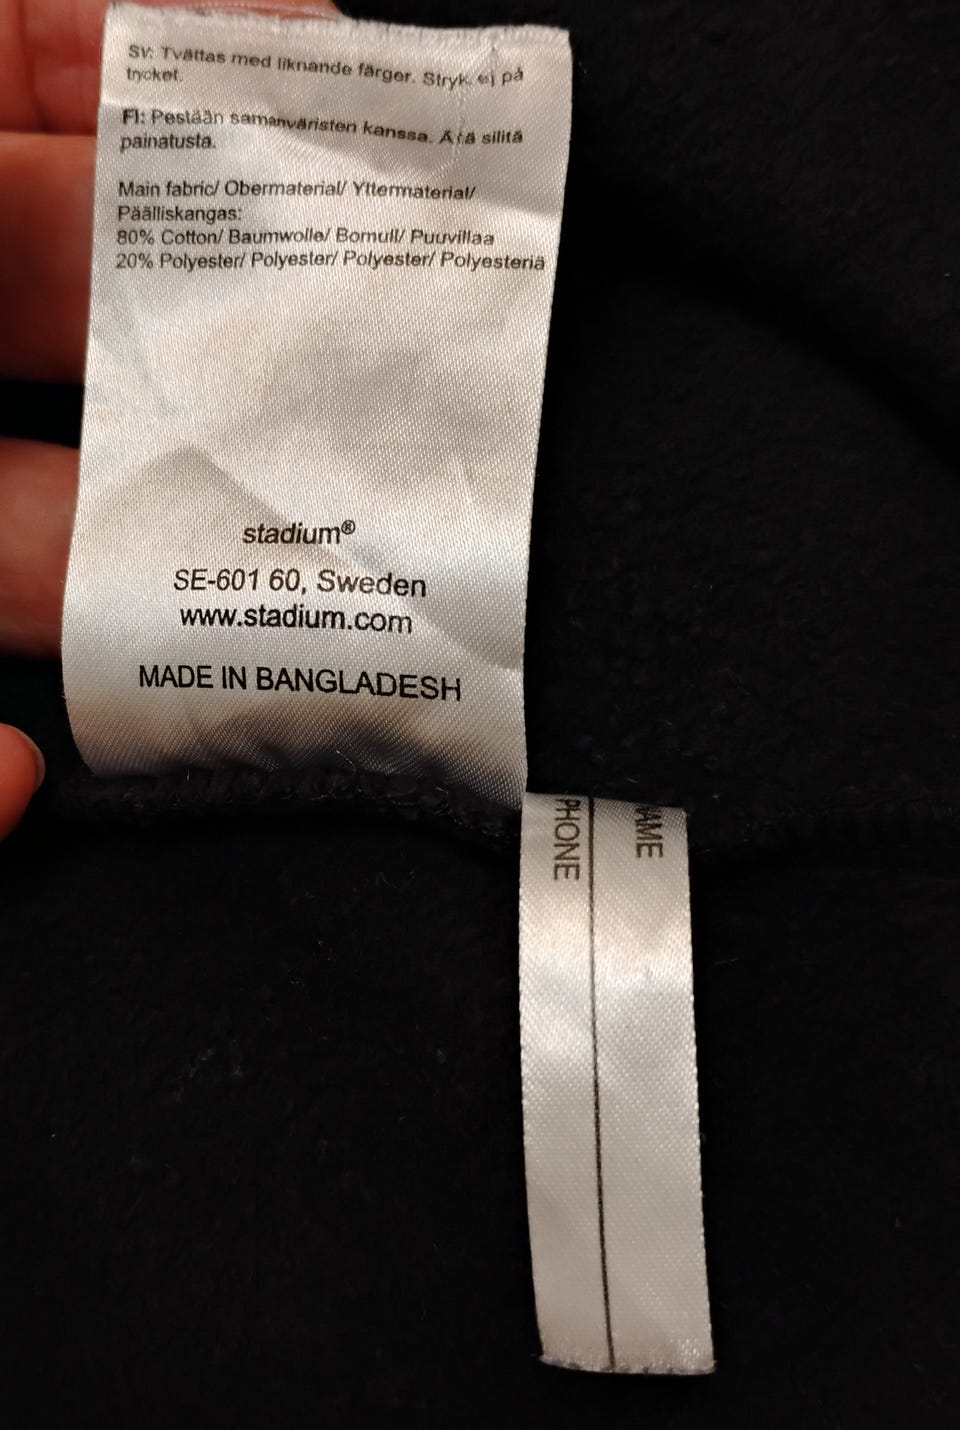 SV: Tvättas med liknande färger. Stryk ej på
trycket.
FI: Pestään samanväristen kanssa. Älä silitä
painatusta.
Main fabric/ Obermaterial/ Yttermaterial/
Päälliskangas:
80% Cotton/ Baumwolle/ Bomull/ Puuvillaa
20% Polyester/ Polyester/ Polyester/ Polyesteriä
stadium®
SE-601 60, Sweden
www.stadium.com
MADE IN BANGLADESH
PHONE
AME